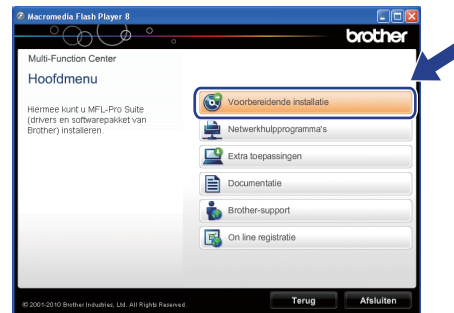 Macromedia Flash Player 8
brother
Multi-Function Center
Hoofdmenu
Hiermee kunt u MFL-Pro Suite
(drivers en softwarepakket van
Brother) installeren.
Voorbereidende installatie
Netwerkhulpprogramma's
Extra toepassingen
Documentatie
Brother-support
On line registratie
© 2001-2010 Brother Industries, Ltd. All Rights Reserved.
Terug
Afsluiten